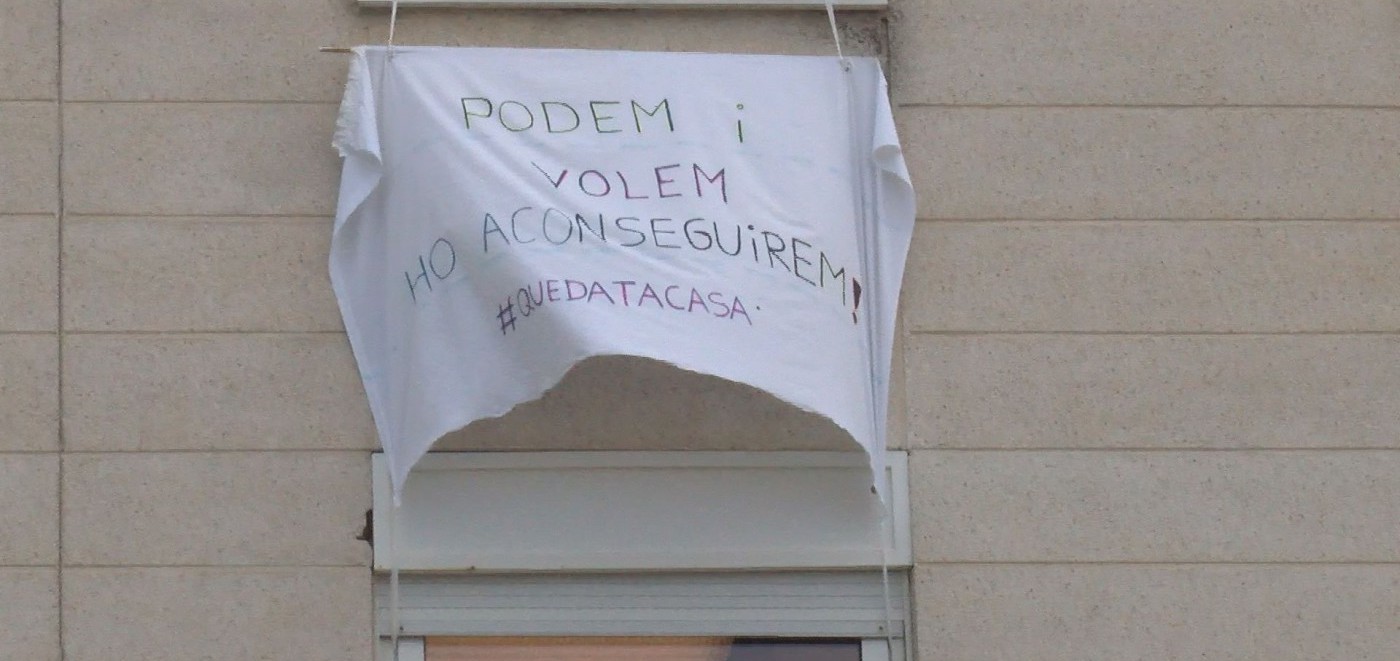 PODEM i
VOLEM
HO ACONSEGUiREM!
#QUEDATACASA.